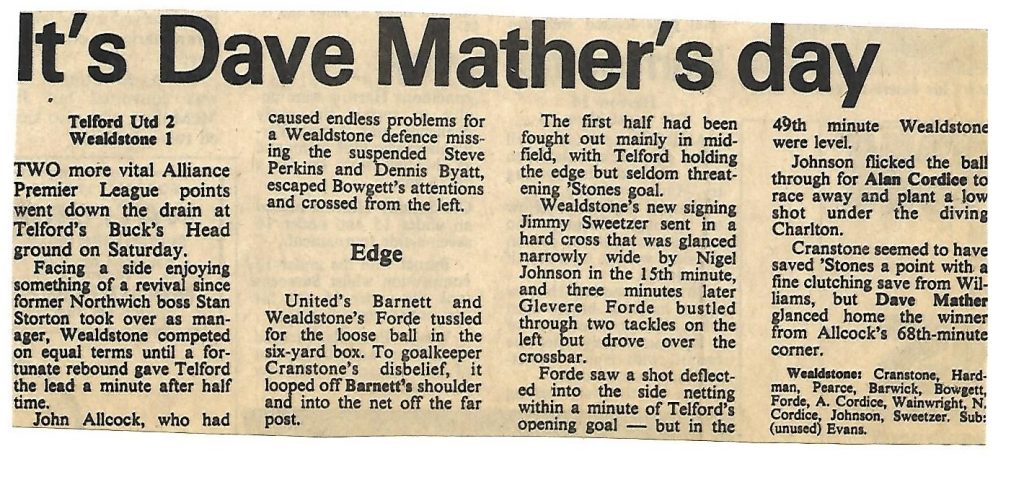 It's Dave Mather's day
Telford Utd 2
Wealdstone 1
TWO more vital Alliance
Premier League points
went down the drain at
Telford's Buck's Head
ground on Saturday.
Facing a side enjoying
something of a revival since
former Northwich boss Stan
Storton took over as man-
ager, Wealdstone competed
on equal terms until a for-
tunate rebound gave Telford
the lead a minute after half
time.
John Allcock, who had
caused endless problems for
a Wealdstone defence miss-
ing the suspended Steve
Perkins and Dennis Byatt,
escaped Bowgett's attentions
and crossed from the left.
Edge
United's Barnett and
Wealdstone's Forde tussled
for the loose ball in the
six-yard box. To goalkeeper
Cranstone's disbelief, it
looped off Barnett's shoulder
and into the net off the far
post.
The first half had been
fought out mainly in mid-
field, with Telford holding
the edge but seldom threat-
ening 'Stones goal.
Wealdstone's new signing
Jimmy Sweetzer sent in a
hard cross that was glanced
narrowly wide by Nigel
Johnson in the 15th minute,
and three minutes later
Glevere Forde bustled
through two tackles on the
left but drove over the
crossbar.
Forde saw a shot deflect-
ed into the side netting
within a minute of Telford's
opening goal — but in the
49th minute Wealdstone
were level.
Johnson flicked the ball
through for Alan Cordice to
race away and plant a low
shot under the diving
Charlton.
Cranstone seemed to have
saved 'Stones a point with a
fine clutching save from Wil-
liams, but Dave Mather
glanced home the winner
from Allcock's 68th-minute
corner.
Wealdstone: Cranstone, Hard-
man, Pearce, Barwick, Bowgett,
Forde, A. Cordice, Wainwright, N.
Cordice, Johnson, Sweetzer. Sub:
(unused) Evans.